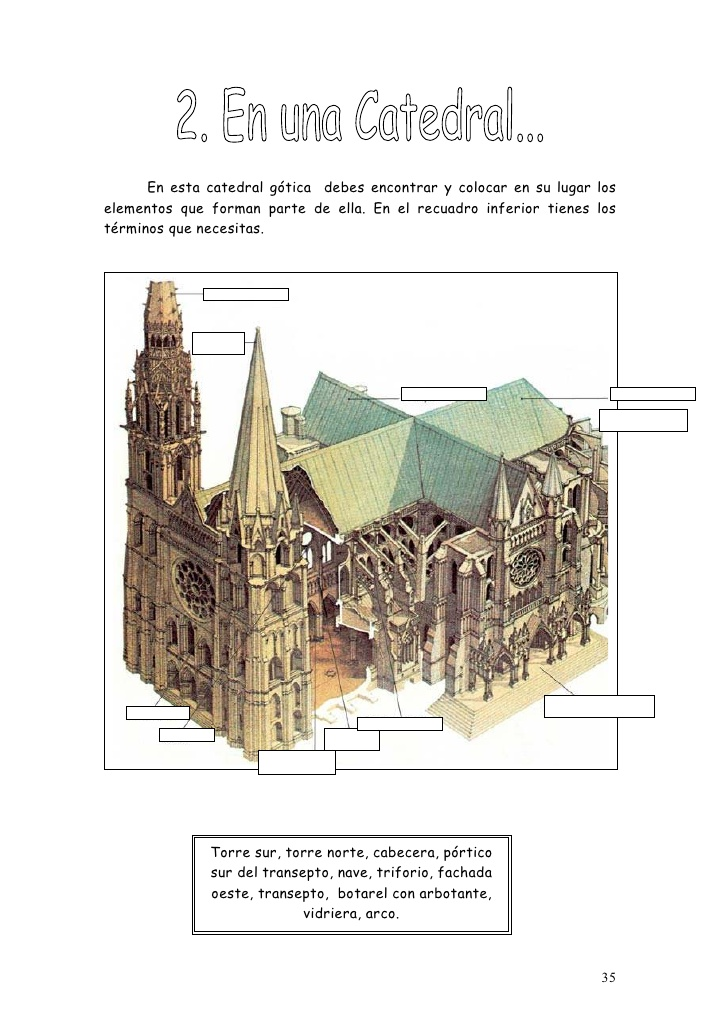 2. En una Catedral...
En esta catedral gótica debes encontrar y colocar en su lugar los
elementos que forman parte de ella. En el recuadro inferior tienes los
términos que necesitas.
Torre sur, torre norte, cabecera, pórtico
sur del transepto, nave, triforio, fachada
oeste, transepto, botarel con arbotante,
vidriera, arco.
35